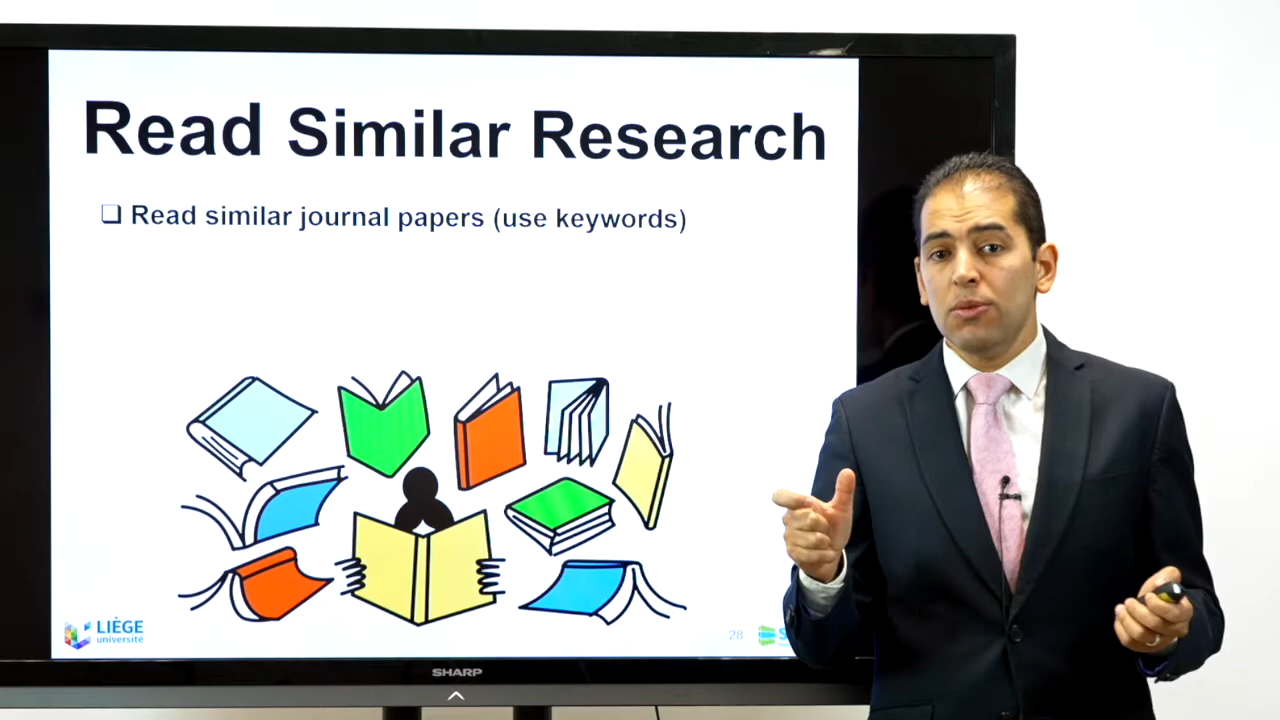 Read Similar Research
❑ Read similar journal papers (use keywords)
LIÈGE
université
28
SHARP